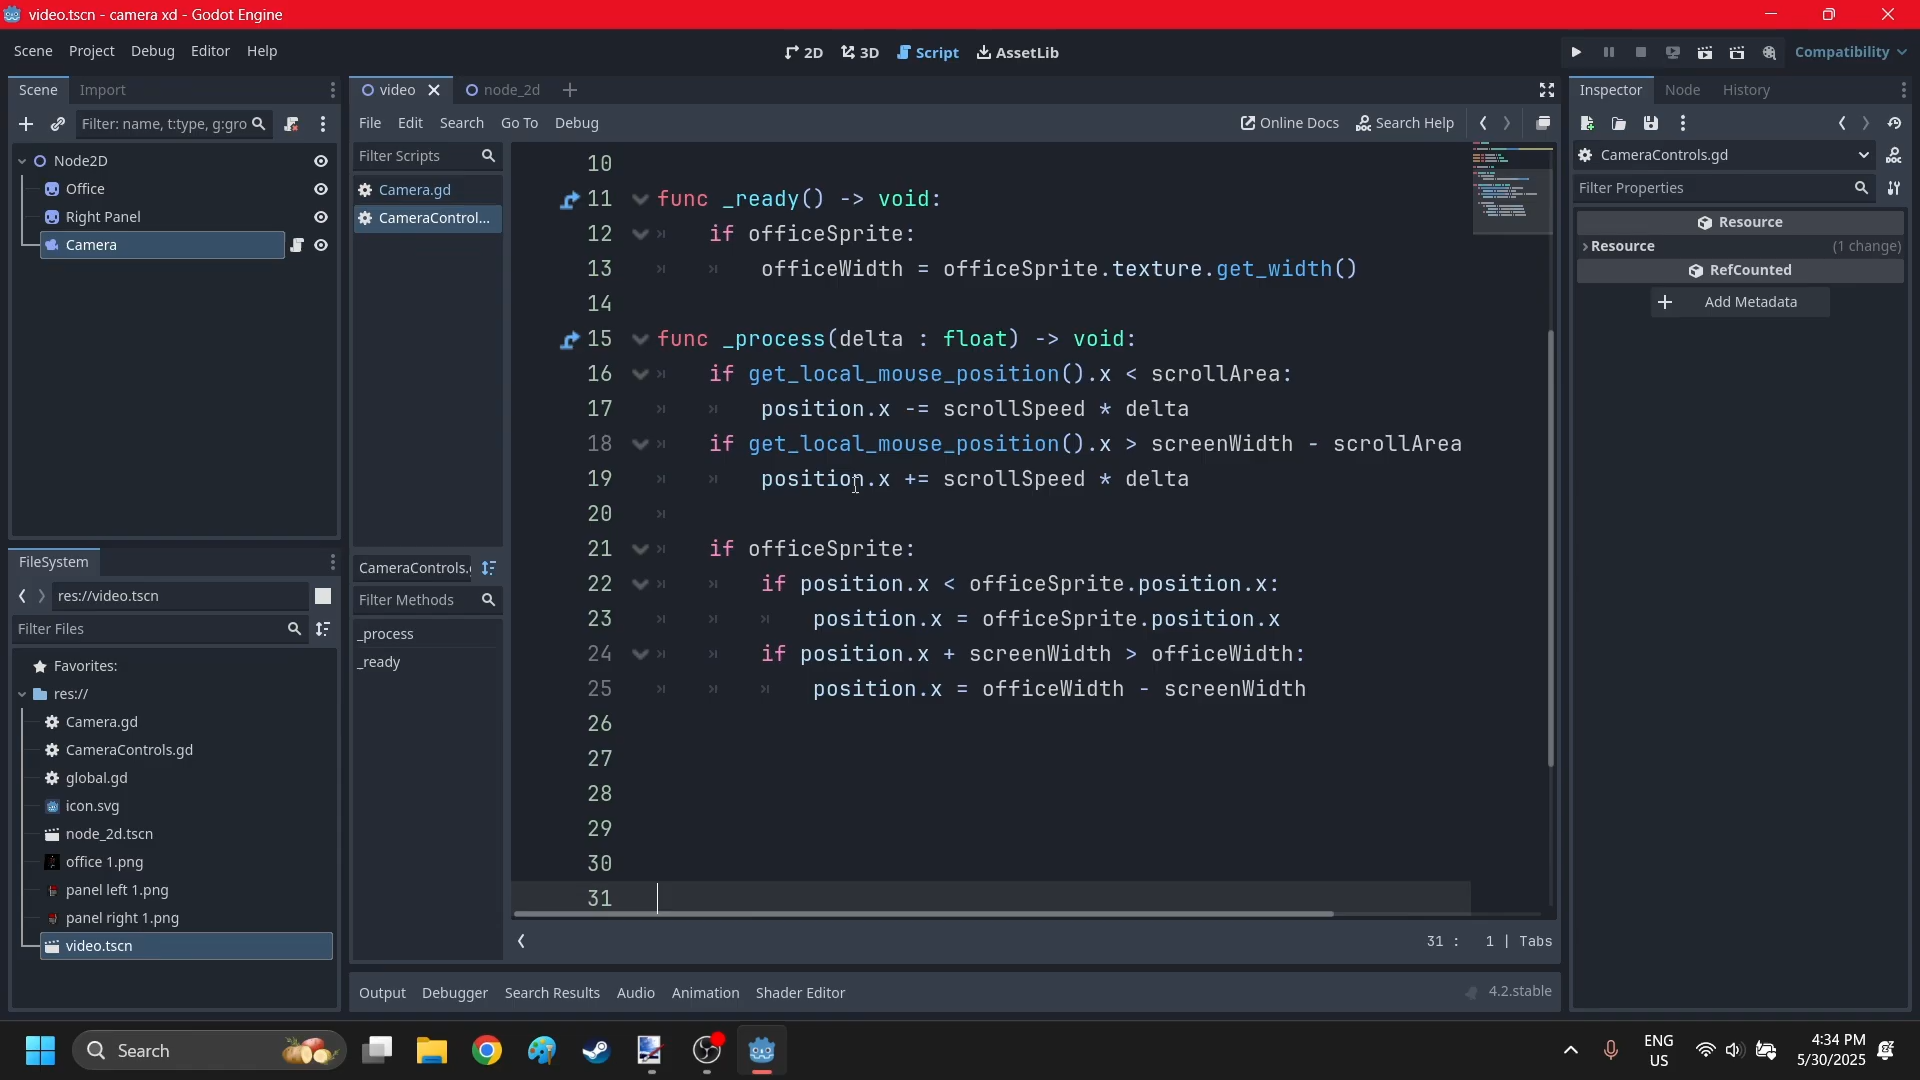 video.tscn - camera xd - Godot Engine
Scene Project Debug Editor Help
2D 3D Script AssetLib
Compatibility
Scene Import
Filter: name, t:type, g:gro
Node2D
Office
Right Panel
Camera
FileSystem
res://video.tscn
Filter Files
Favorites:
res://
Camera.gd
CameraControls.gd
global.gd
icon.svg
node_2d.tscn
office 1.png
panel left 1.png
panel right 1.png
video.tscn
video node_2d
File Edit Search Go To Debug
Online Docs Search Help
Filter Scripts
Camera.gd
CameraControl...
CameraControls.
Filter Methods
_process
_ready
10
11 func _ready() -> void:
12 if officeSprite:
13 officeWidth = officeSprite.texture.get_width()
14
15 func _process(delta : float) -> void:
16 if get_local_mouse_position().x < scrollArea:
17 position.x -= scrollSpeed * delta
18 if get_local_mouse_position().x > screenWidth - scrollArea
19 position.x += scrollSpeed * delta
20
21 if officeSprite:
22 if position.x < officeSprite.position.x:
23 position.x = officeSprite.position.x
24 if position.x + screenWidth > officeWidth:
25 position.x = officeWidth - screenWidth
26
27
28
29
30
31
31 : 1 | Tabs
Output Debugger Search Results Audio Animation Shader Editor
4.2.stable
Inspector Node History
CameraControls.gd
Filter Properties
Resource
Resource (1 change)
RefCounted
Add Metadata
Search
ENG
US
4:34 PM
5/30/2025